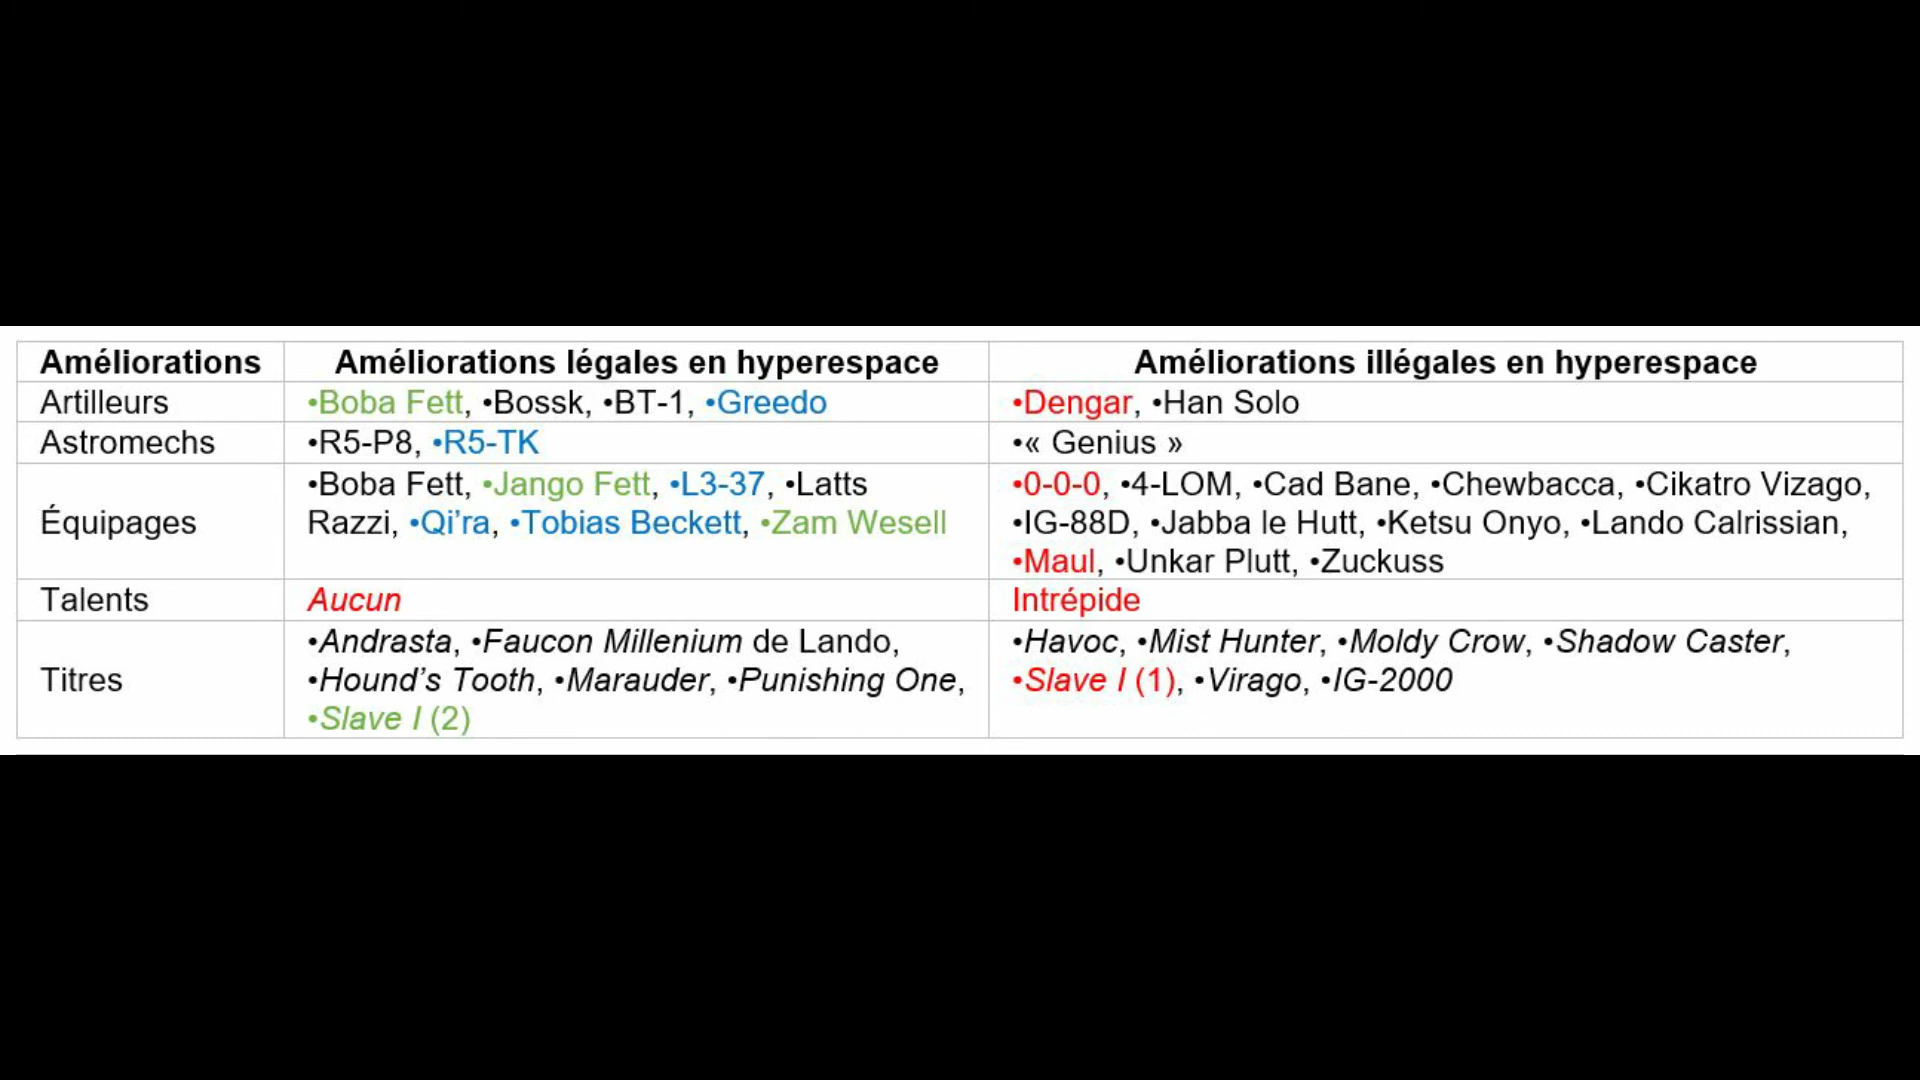 Améliorations Améliorations légales en hyperespace Améliorations illégales en hyperespace
Artilleurs •Boba Fett, •Bossk, •BT-1, •Greedo •Dengar, •Han Solo
Astromechs •R5-P8, •R5-TK •« Genius »
Équipages
•Boba Fett, •Jango Fett, •L3-37, •Latts
Razzi, •Qi’ra, •Tobias Beckett, •Zam Wesell
•0-0-0, •4-LOM, •Cad Bane, •Chewbacca, •Cikatro Vizago,
•IG-88D, •Jabba le Hutt, •Ketsu Onyo, •Lando Calrissian,
•Maul, •Unkar Plutt, •Zuckuss
Talents Aucun Intrépide
Titres
•Andrasta, •Faucon Millenium de Lando,
•Hound’s Tooth, •Marauder, •Punishing One,
•Slave I (2)
•Havoc, •Mist Hunter, •Moldy Crow, •Shadow Caster,
•Slave I (1), •Virago, •IG-2000